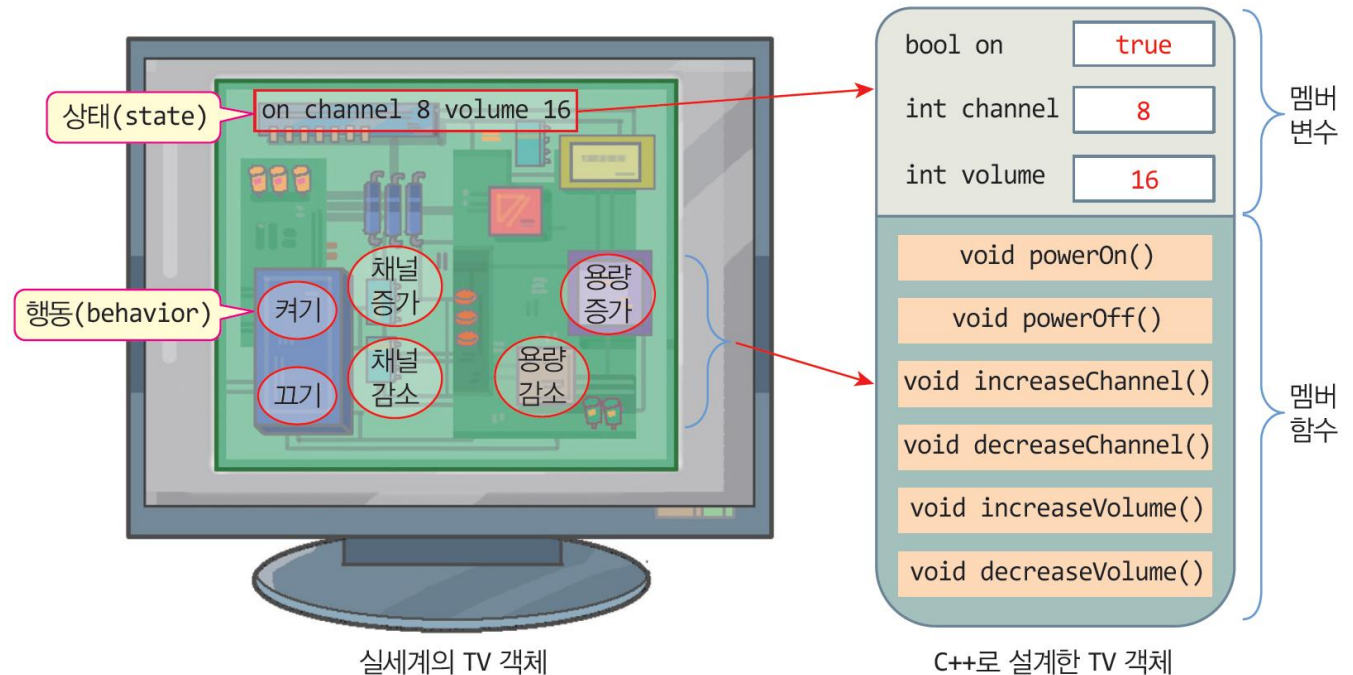 상태(state)
on channel 8 volume 16
행동(behavior)
켜기
끄기
채널
증가
채널
감소
용량
증가
용량
감소
실세계의 TV 객체
bool on true
int channel 8
int volume 16
멤버
변수
void powerOn()
void powerOff()
void increaseChannel()
void decreaseChannel()
void increaseVolume()
void decreaseVolume()
멤버
함수
C++로 설계한 TV 객체